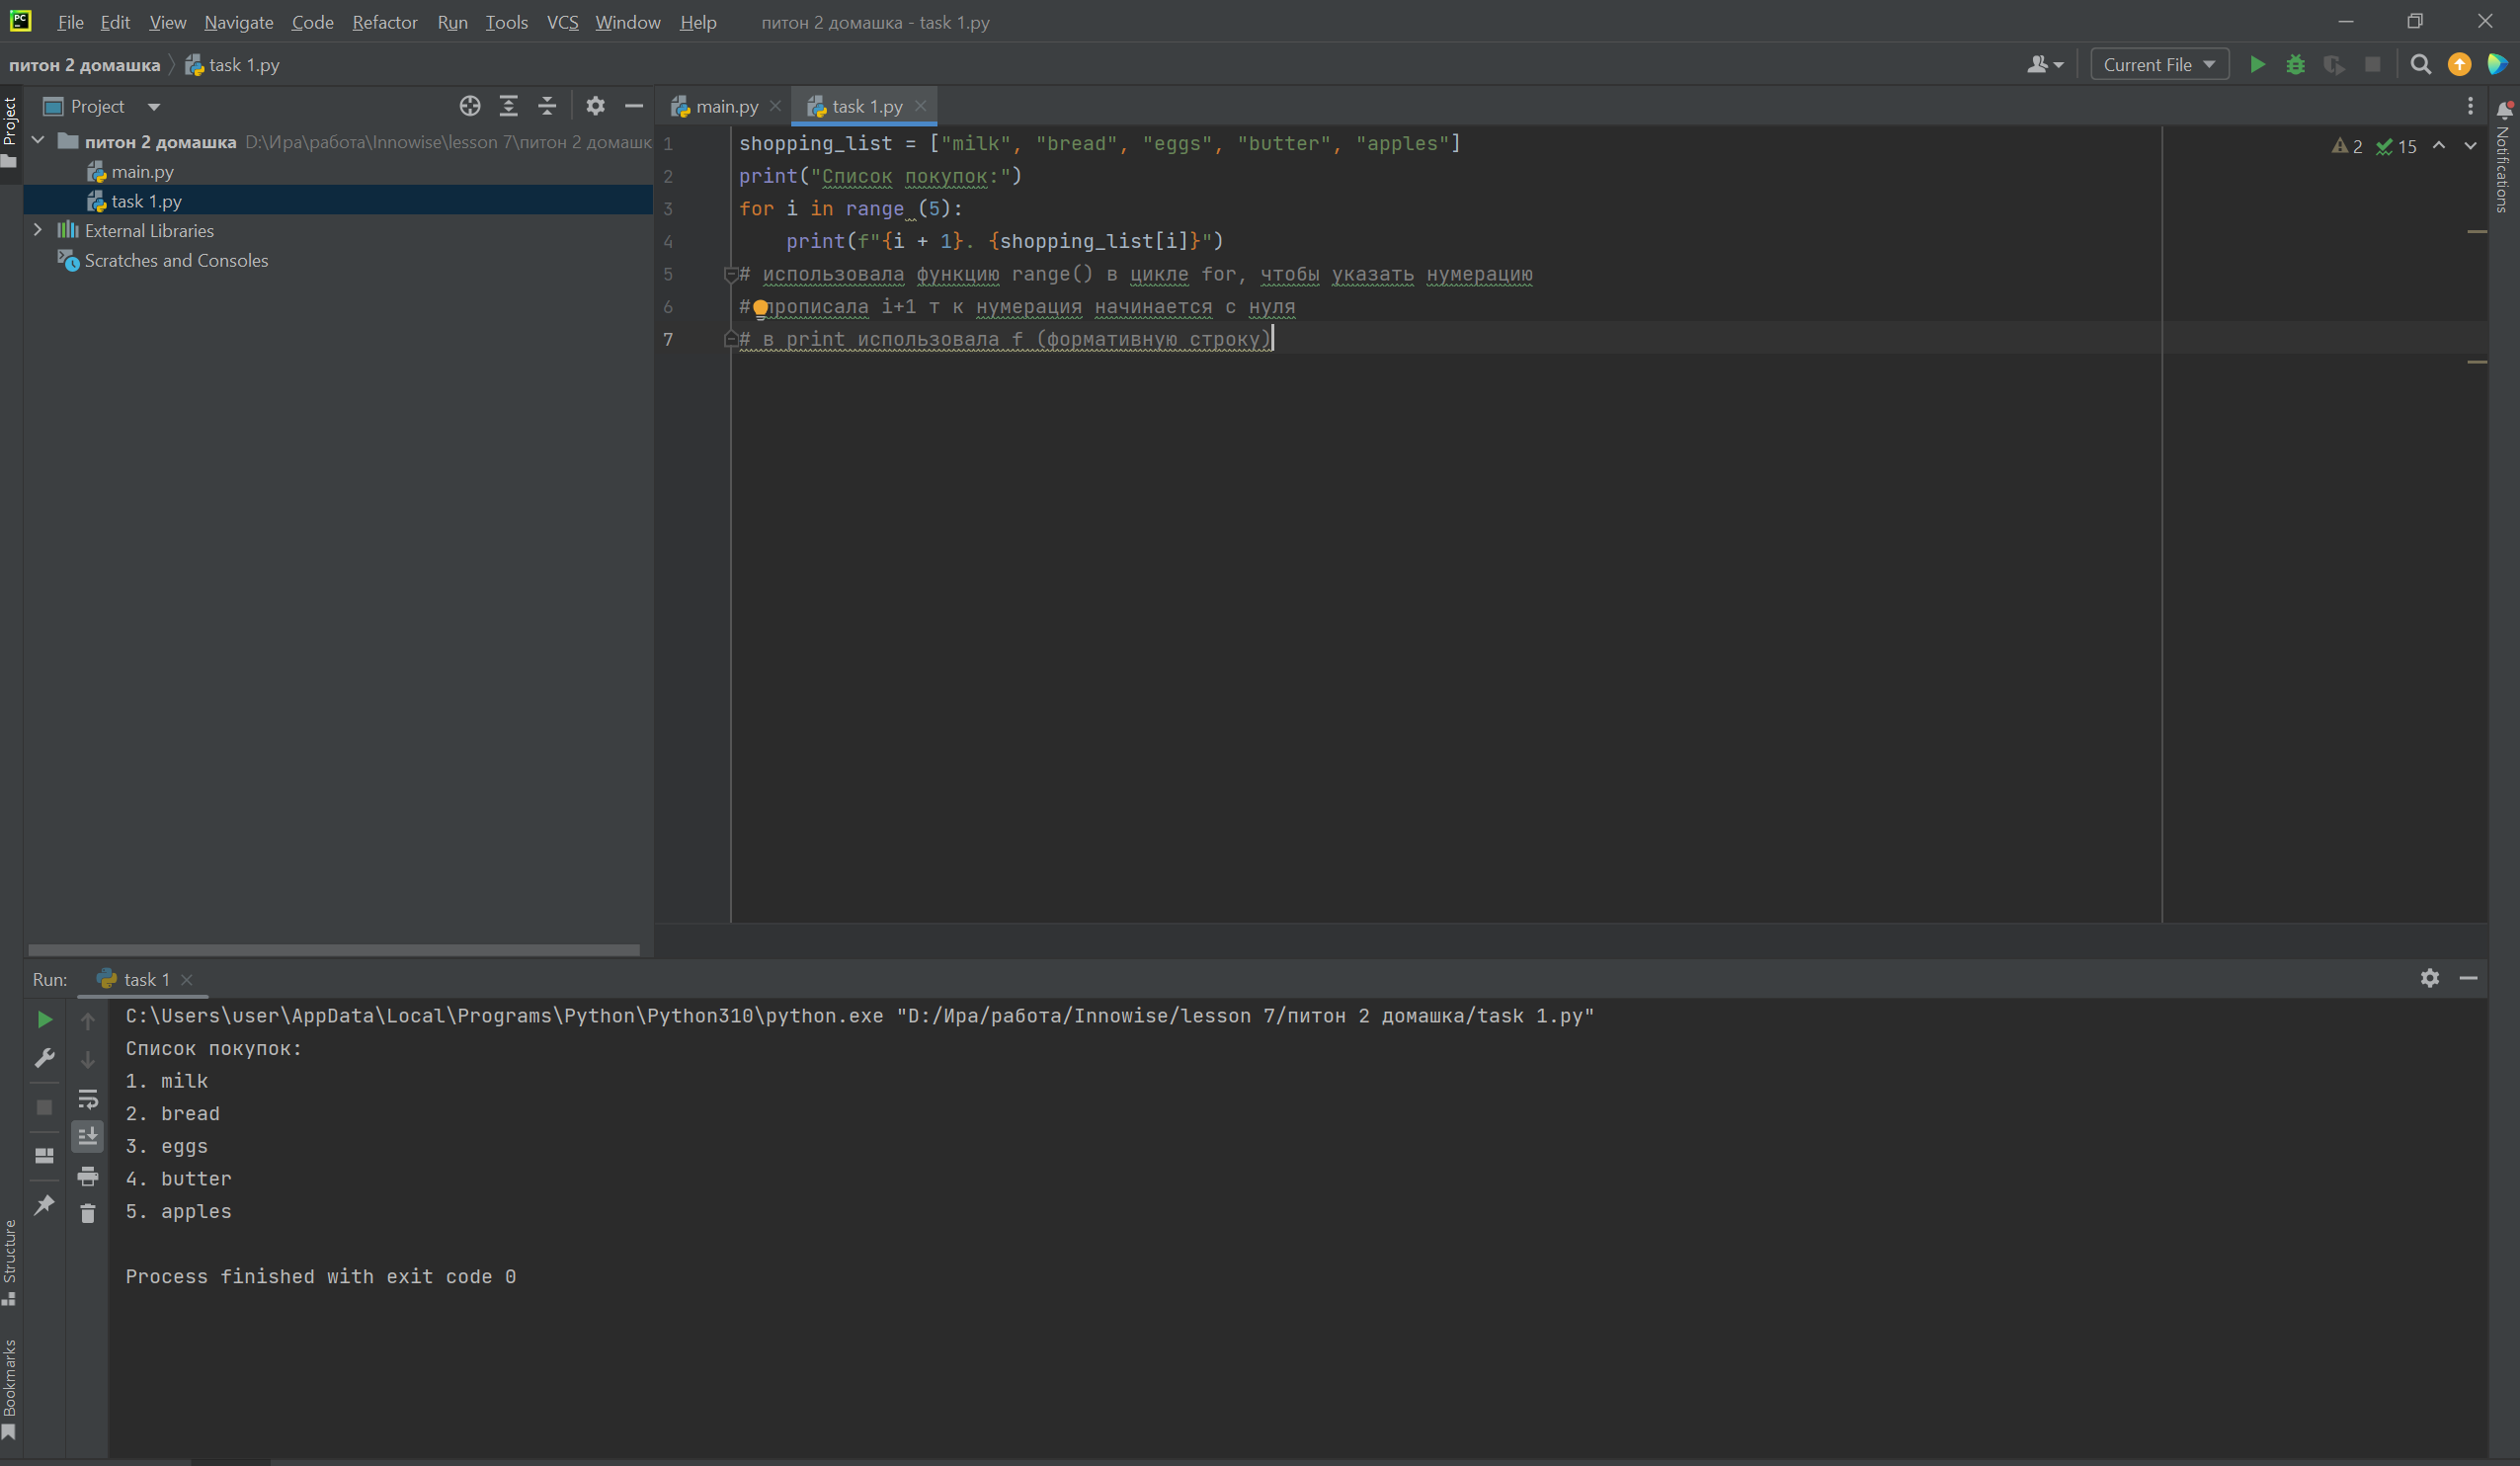 File Edit View Navigate Code Refactor Run Tools VCS Window Help питон 2 домашка - task 1.py
питон 2 домашка task 1.py Current File
Project
Project
питон 2 домашка D:\Ира\работа\Innowise\lesson 7\питон 2 домашк
main.py
task 1.py
External Libraries
Scratches and Consoles
main.py task 1.py
1 shopping_list = ["milk", "bread", "eggs", "butter", "apples"]
2 print("Список покупок:")
3 for i in range (5):
4 print(f"{i + 1}. {shopping_list[i]}")
5 # использовала функцию range() в цикле for, чтобы указать нумерацию
6 # прописала i+1 т к нумерация начинается с нуля
7 # в print использовала f (формативную строку)
2 15
Notifications
Run: task 1
C:\Users\user\AppData\Local\Programs\Python\Python310\python.exe "D:/Ира/работа/Innowise/lesson 7/питон 2 домашка/task 1.py"
Список покупок:
1. milk
2. bread
3. eggs
4. butter
5. apples
Process finished with exit code 0
Structure
Bookmarks